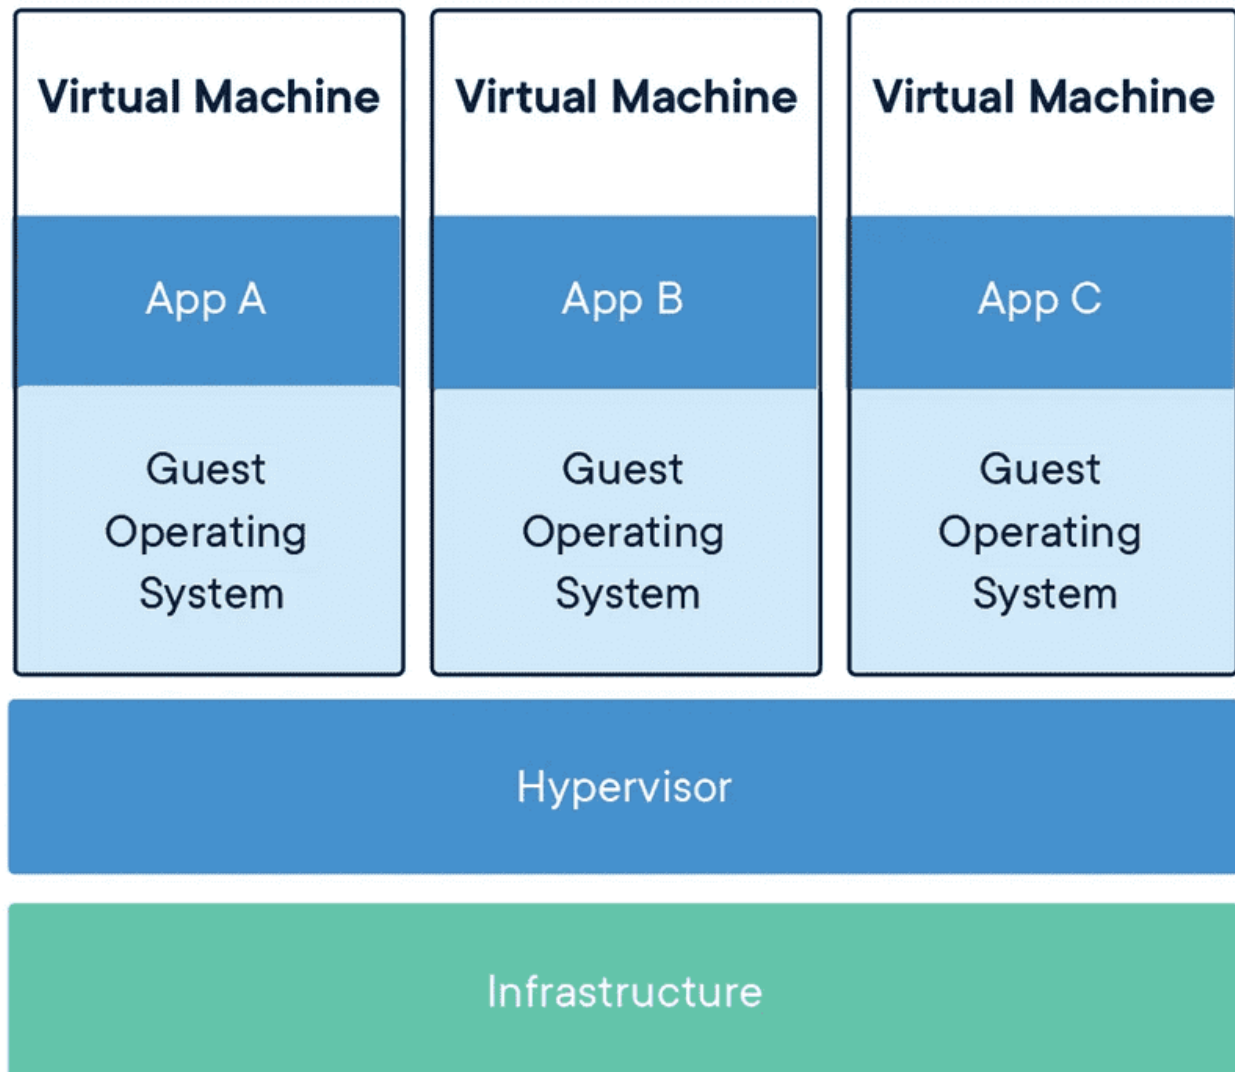 Virtual Machine
Virtual Machine
Virtual Machine
App A
App B
App C
Guest
Operating
System
Guest
Operating
System
Guest
Operating
System
Hypervisor
Infrastructure